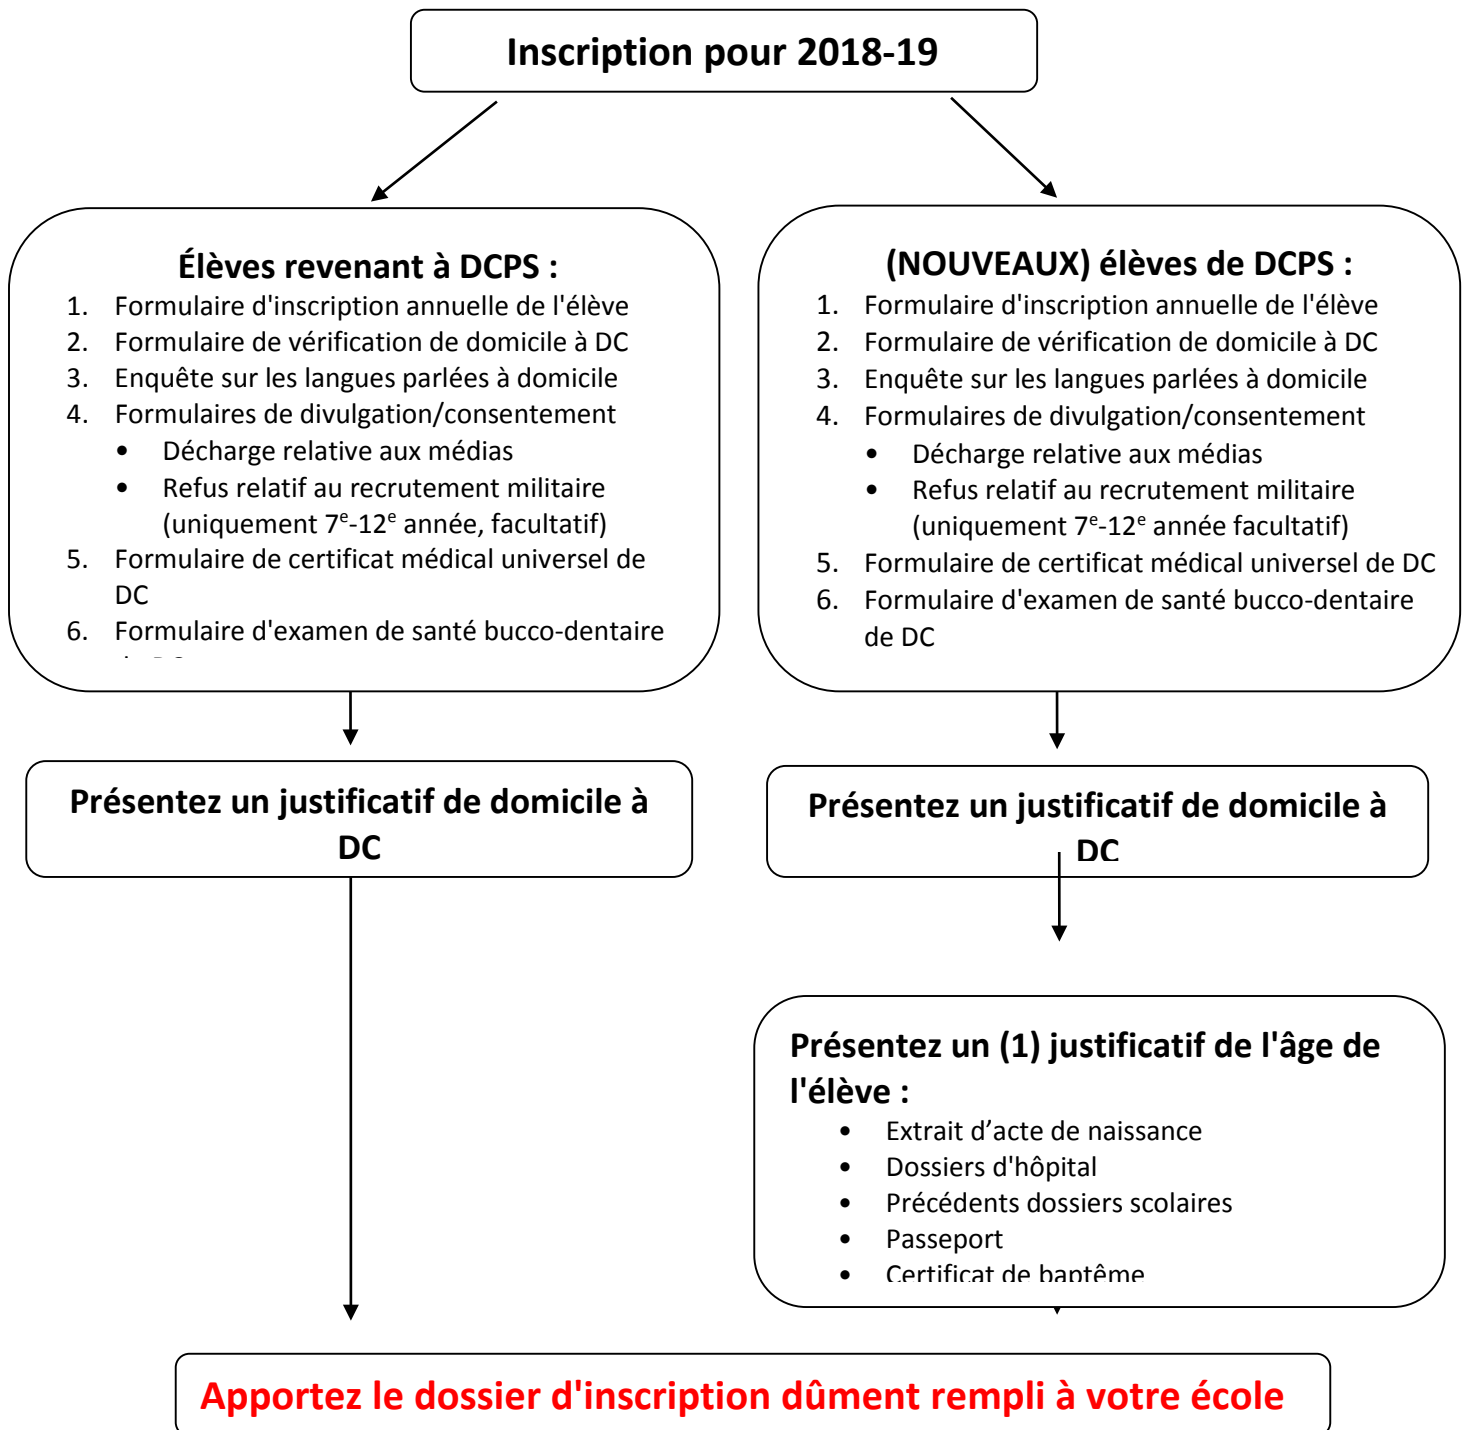 Inscription pour 2018-19
Élèves revenant à DCPS :
1. Formulaire d'inscription annuelle de l'élève
2. Formulaire de vérification de domicile à DC
3. Enquête sur les langues parlées à domicile
4. Formulaires de divulgation/consentement
• Décharge relative aux médias
• Refus relatif au recrutement militaire
(uniquement 7e-12e année, facultatif)
5. Formulaire de certificat médical universel de
DC
6. Formulaire d'examen de santé bucco-dentaire
(NOUVEAUX) élèves de DCPS :
1. Formulaire d'inscription annuelle de l'élève
2. Formulaire de vérification de domicile à DC
3. Enquête sur les langues parlées à domicile
4. Formulaires de divulgation/consentement
• Décharge relative aux médias
• Refus relatif au recrutement militaire
(uniquement 7e-12e année facultatif)
5. Formulaire de certificat médical universel de DC
6. Formulaire d'examen de santé bucco-dentaire
de DC
Présentez un justificatif de domicile à
DC
Présentez un justificatif de domicile à
DC
Présentez un (1) justificatif de l'âge de
l'élève :
• Extrait d’acte de naissance
• Dossiers d'hôpital
• Précédents dossiers scolaires
• Passeport
• Certificat de baptême
Apportez le dossier d'inscription dûment rempli à votre école